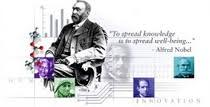 "To spread knowledge
is to spread well-being..."
- Alfred Nobel
INNOVATION